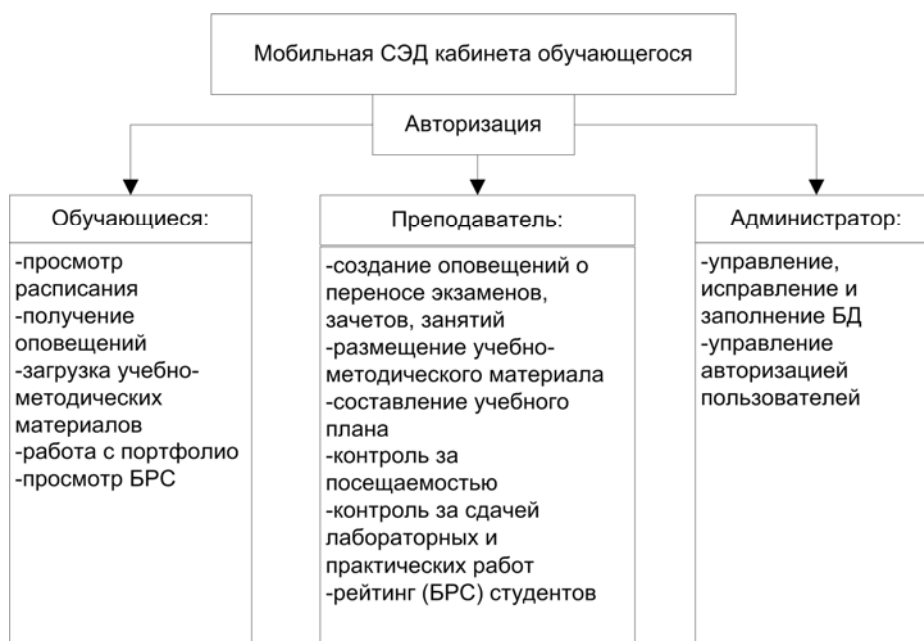 Мобильная СЭД кабинета обучающегося
Авторизация
Обучающиеся:
-просмотр
расписания
-получение
оповещений
-загрузка учебно-
методических
материалов
-работа с портфолио
-просмотр БРС
Преподаватель:
-создание оповещений о
переносе экзаменов,
зачетов, занятий
-размещение учебно-
методического материала
-составление учебного
плана
-контроль за
посещаемостью
-контроль за сдачей
лабораторных и
практических работ
-рейтинг (БРС) студентов
Администратор:
-управление,
исправление и
заполнение БД
-управление
авторизацией
пользователей